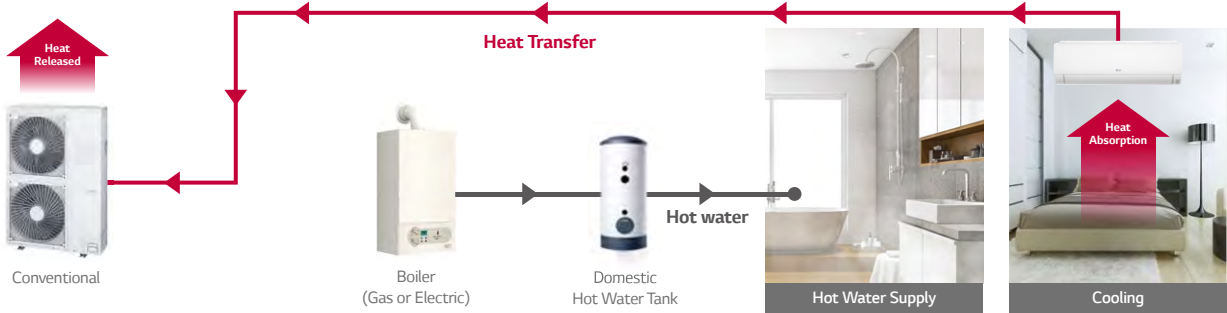 Heat
Released
Heat Transfer
Heat
Absorption
Hot water
Conventional
Boiler
(Gas or Electric)
Domestic
Hot Water Tank
Hot Water Supply
Cooling